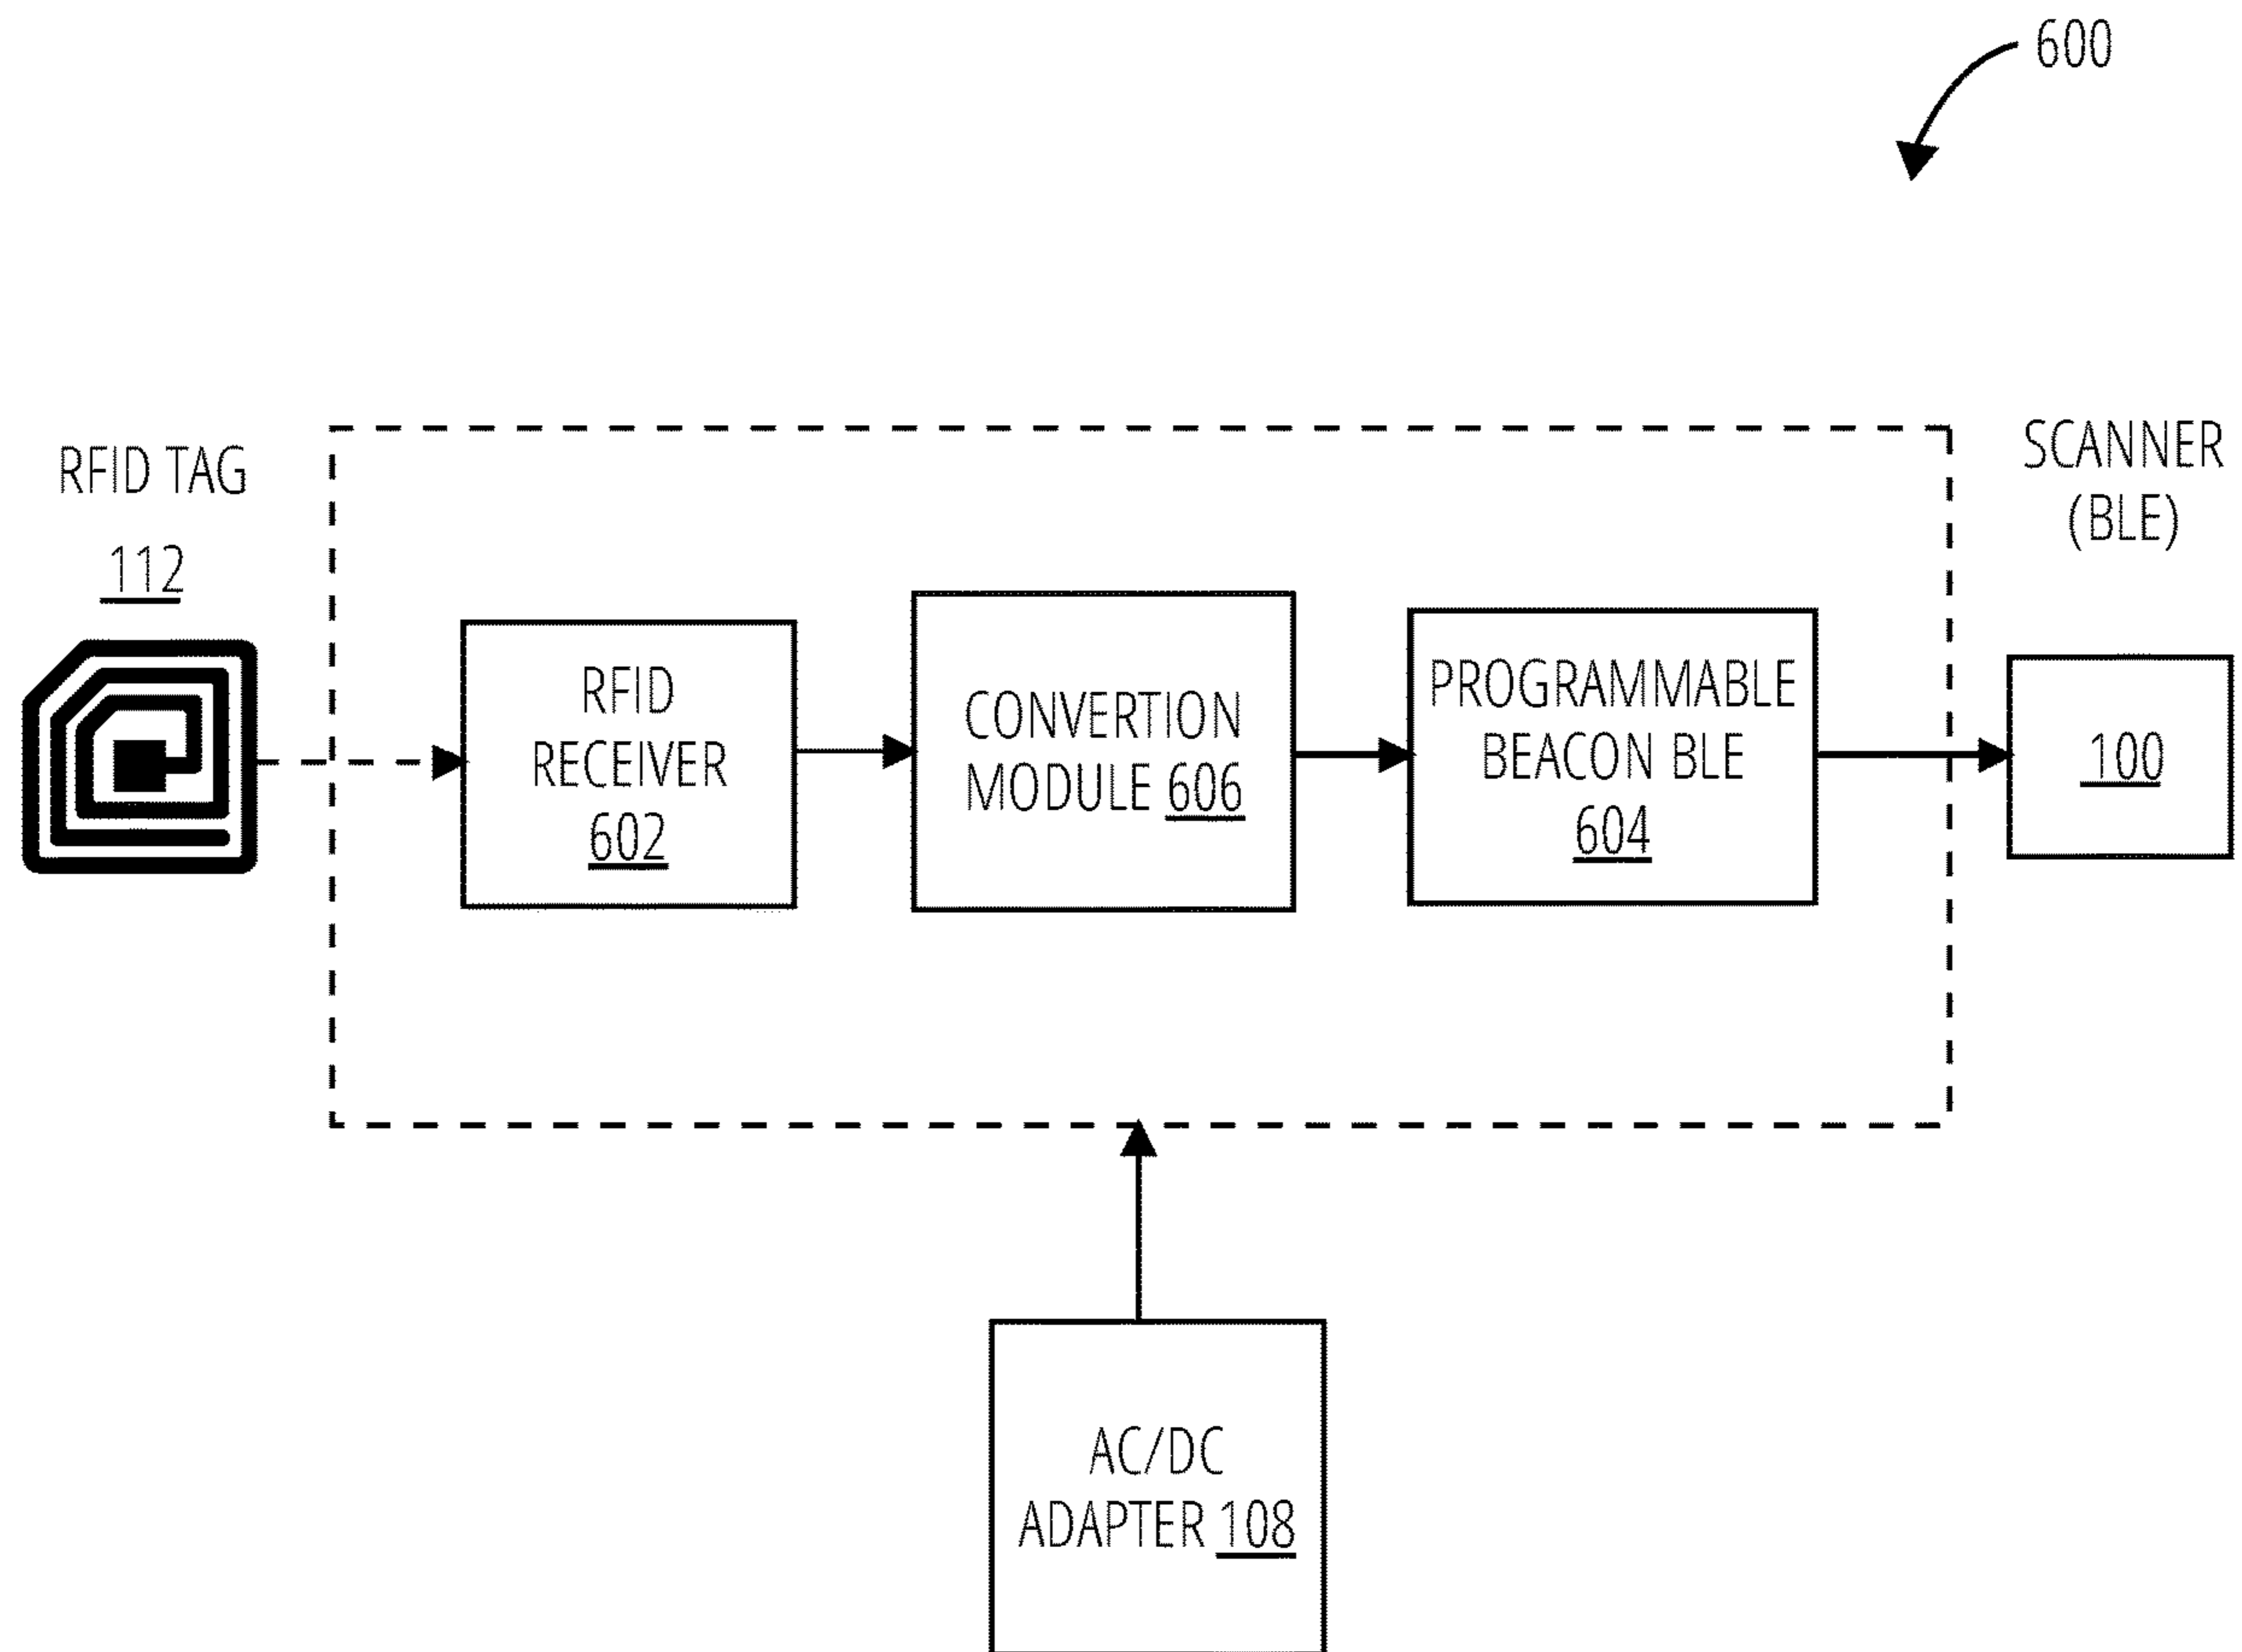 600
RFID TAG
112
SCANNER
(BLE)
RFID
RECEIVER
602
CONVERTION
MODULE 606
PROGRAMMABLE
BEACON BLE
604
100
AC/DC
ADAPTER 108